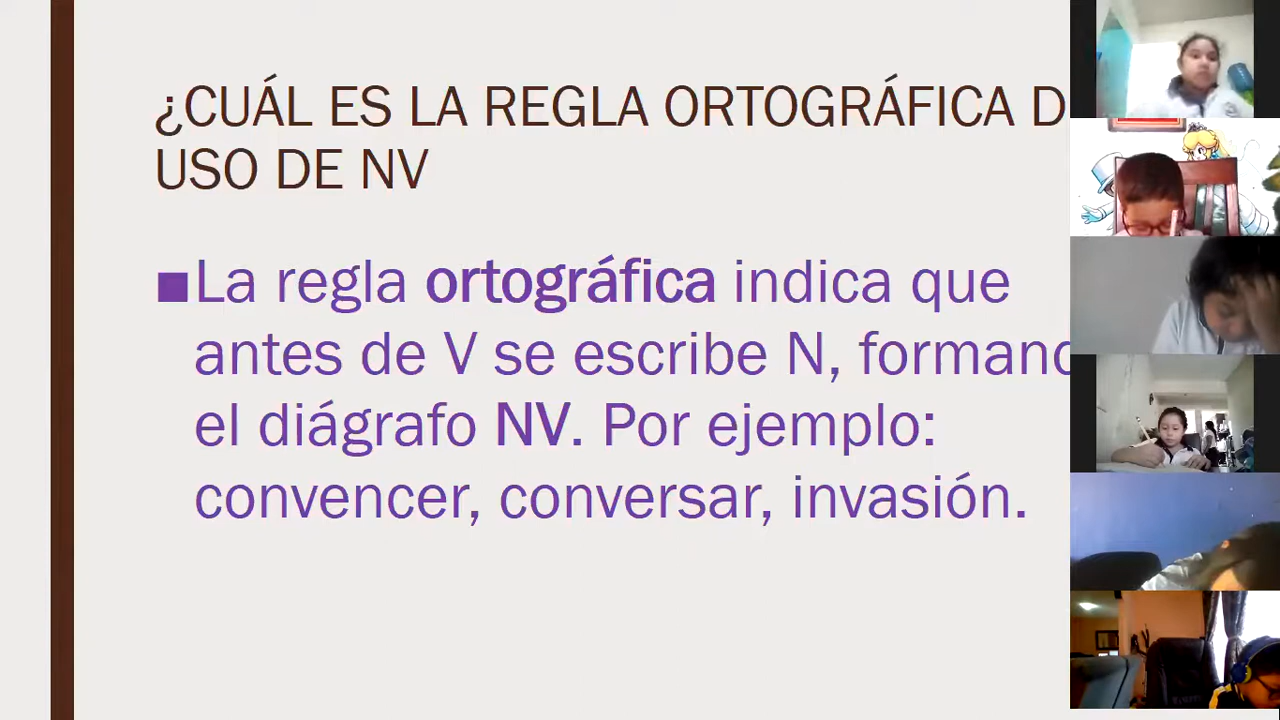 ¿CUÁL ES LA REGLA ORTOGRÁFICA D
USO DE NV
■La regla ortográfica indica que
antes de V se escribe N, formand
el diágrafo NV. Por ejemplo:
convencer, conversar, invasión.